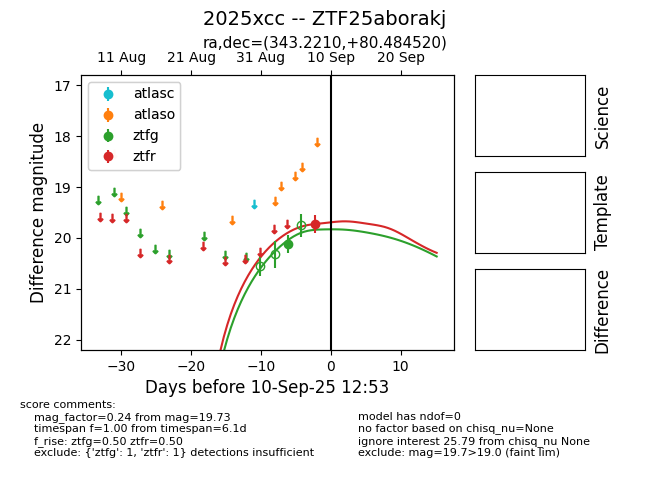 2025xcc -- ZTF25aborakj
ra,dec=(343.2210,+80.484520)
11 Aug 21 Aug 31 Aug 10 Sep 20 Sep
17
18
19
20
21
22
Difference magnitude
atlasc
atlaso
ztfg
ztfr
−30 −20 −10 0 10
Days before 10-Sep-25 12:53
Science
Template
Difference
score comments:
mag_factor=0.24 from mag=19.73
timespan f=1.00 from timespan=6.1d
f_rise: ztfg=0.50 ztfr=0.50
exclude: {'ztfg': 1, 'ztfr': 1} detections insufficient
model has ndof=0
no factor based on chisq_nu=None
ignore interest 25.79 from chisq_nu None
exclude: mag=19.7>19.0 (faint lim)